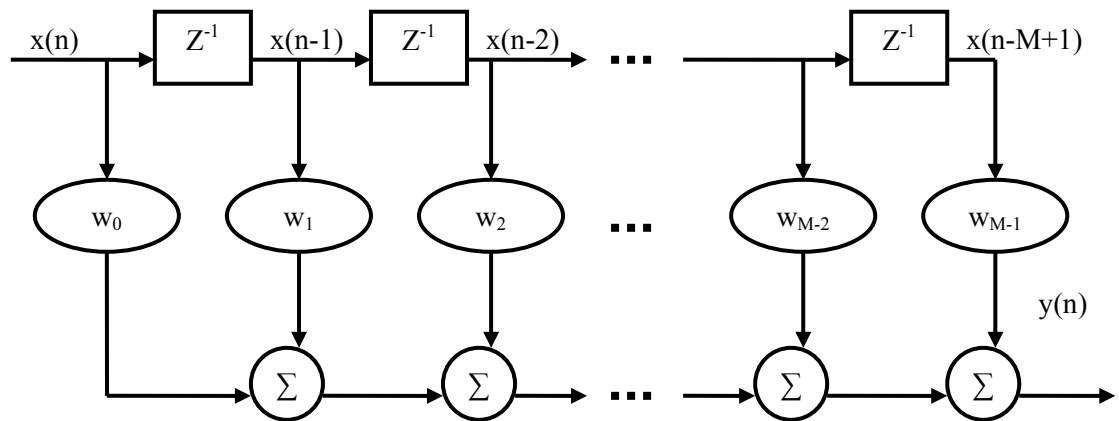 x(n) Z⁻¹ x(n-1) Z⁻¹ x(n-2) ... Z⁻¹ x(n-M+1)
w₀ w₁ w₂ ... w_{M-2} w_{M-1}
y(n)
Σ Σ ... Σ Σ